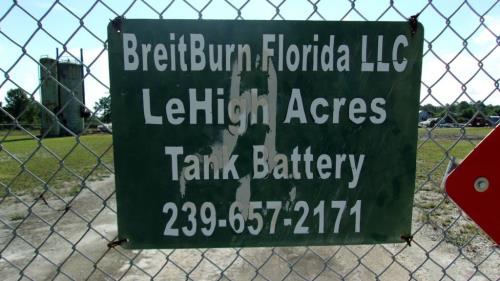 BreitBurn Florida LLC
LeHigh Acres
Tank Battery
239-657-2171